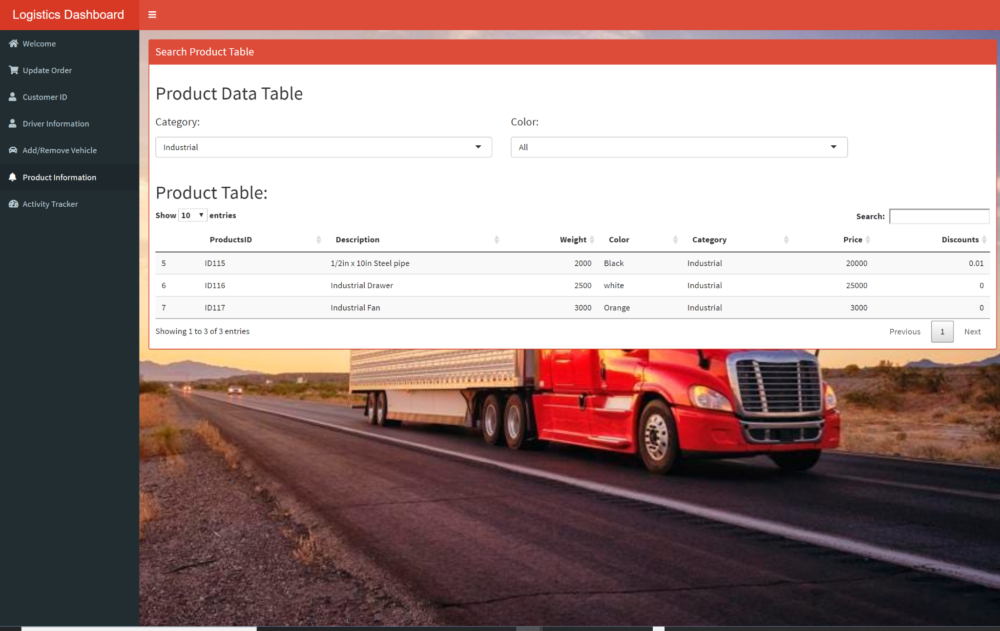 Logistics Dashboard
Welcome
Update Order
Customer ID
Driver Information
Add/Remove Vehicle
Product Information
Activity Tracker
Search Product Table
Product Data Table
Category: Color:
Industrial All
Product Table:
Show 10 entries Search:
ProductsID Description Weight Color Category Price Discounts
5 ID115 1/2in x 10in Steel pipe 2000 Black Industrial 20000 0.01
6 ID116 Industrial Drawer 2500 white Industrial 25000 0
7 ID117 Industrial Fan 3000 Orange Industrial 3000 0
Showing 1 to 3 of 3 entries Previous 1 Next